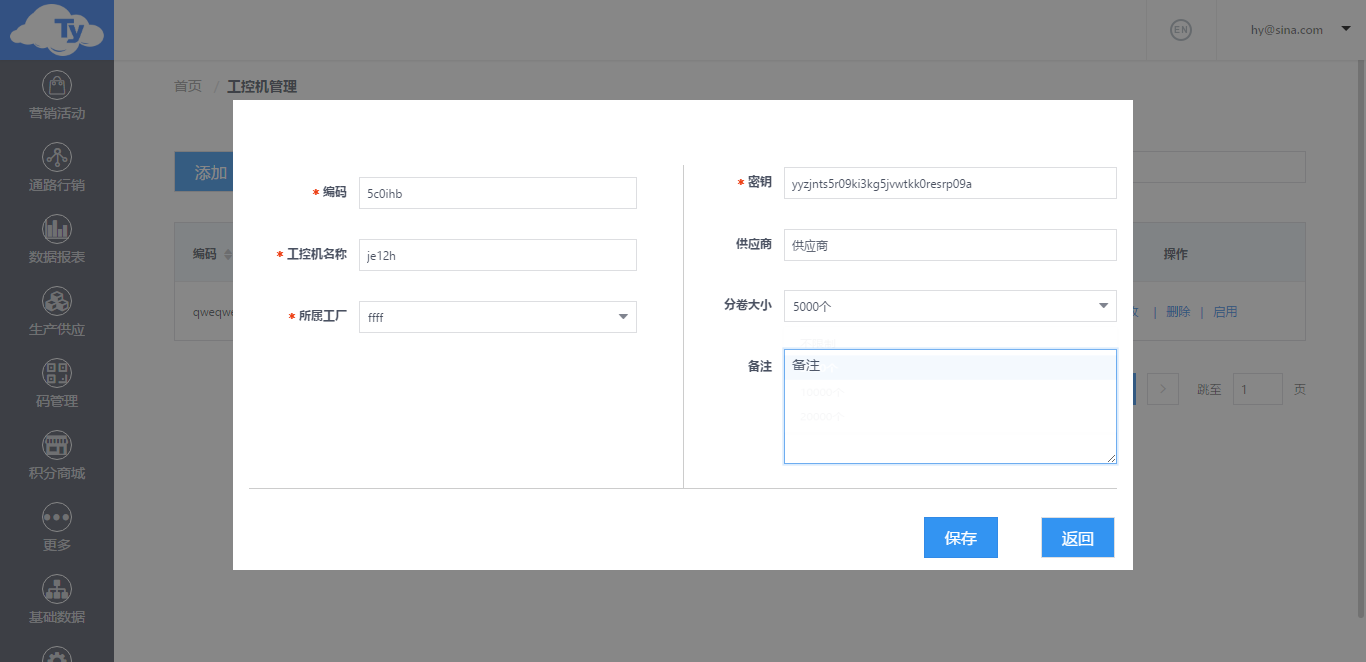 Ty
EN
hy@sina.com
营销活动
通路行销
数据报表
生产供应
码管理
积分商城
更多
基础数据
首页 / 工控机管理
添加
编码
操作
qweqwe
| 删除 | 启用
跳至 1 页
* 编码 5c0ihb
* 工控机名称 je12h
* 所属工厂 ffff
* 密钥 yyzjnts5r09ki3kg5jvwtkk0resrp09a
供应商 供应商
分卷大小 5000个
备注 备注
10000个
20000个
保存 返回